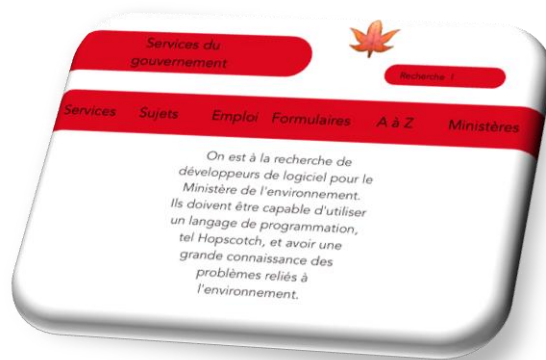 Services du
gouvernement
Recherche !
Services Sujets Emploi Formulaires A à Z Ministères
On est à la recherche de
développeurs de logiciel pour le
Ministère de l'environnement.
Ils doivent être capable d'utiliser
un langage de programmation,
tel Hopscotch, et avoir une
grande connaissance des
problèmes reliés à
l'environnement.